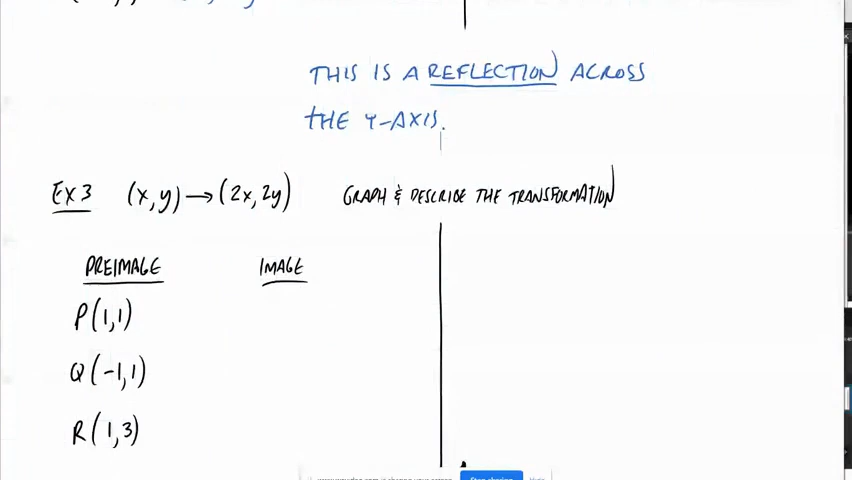 THIS IS A REFLECTION ACROSS
THE Y-AXIS.
EX 3 (x,y) → (2x, 2y) GRAPH & DESCRIBE THE TRANSFORMATION
PREIMAGE IMAGE
P(1,1)
Q(-1,1)
R(1,3)